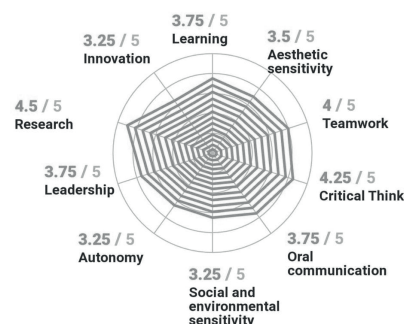 3.75 / 5
Learning
3.5 / 5
Aesthetic
sensitivity
4 / 5
Teamwork
4.25 / 5
Critical Think
3.75 / 5
Oral
communication
3.25 / 5
Social and
environmental
sensitivity
3.25 / 5
Autonomy
3.75 / 5
Leadership
4.5 / 5
Research
3.25 / 5
Innovation